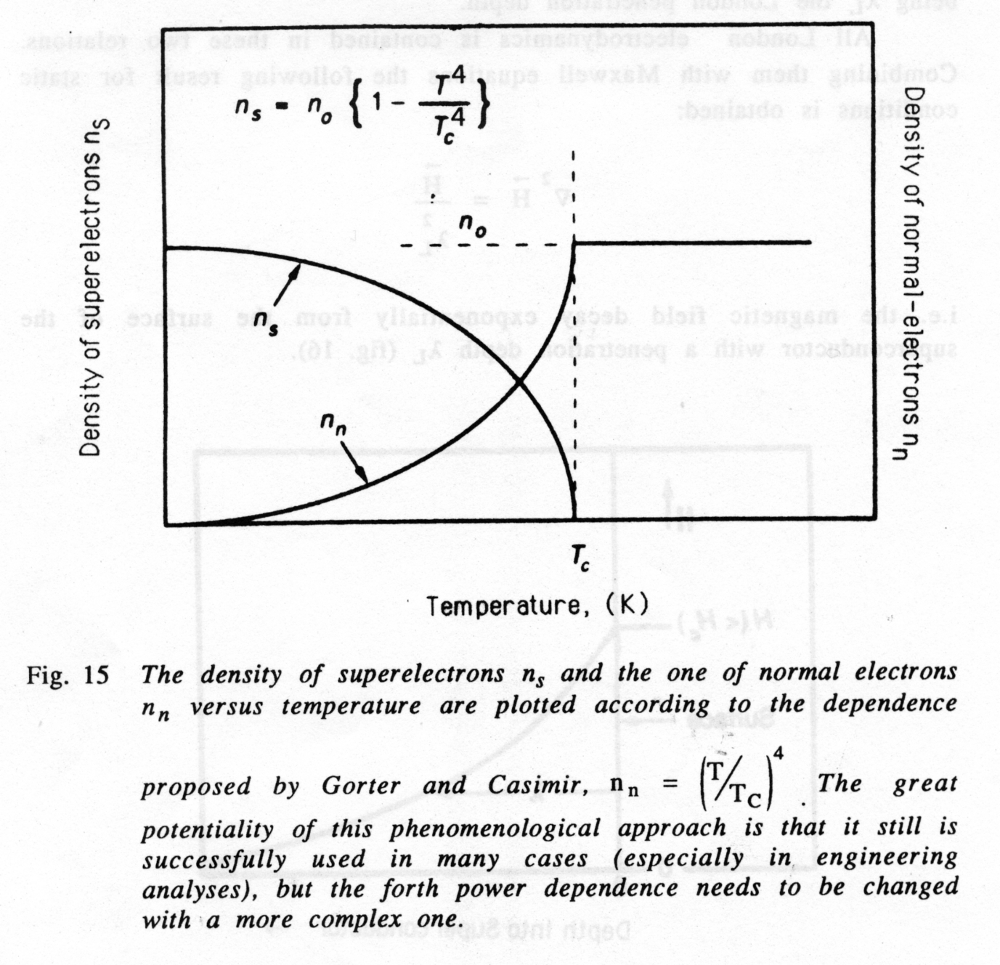 n_s = n_o { 1 - T^4 / T_c^4 }
n_o
n_s
n_n
Density of superelectrons n_s
Density of normal-electrons n_n
T_c
Temperature, (K)
Fig. 15 The density of superelectrons n_s and the one of normal electrons
n_n versus temperature are plotted according to the dependence
proposed by Gorter and Casimir, n_n = (T/T_C)^4. The great
potentiality of this phenomenological approach is that it still is
successfully used in many cases (especially in engineering
analyses), but the forth power dependence needs to be changed
with a more complex one.